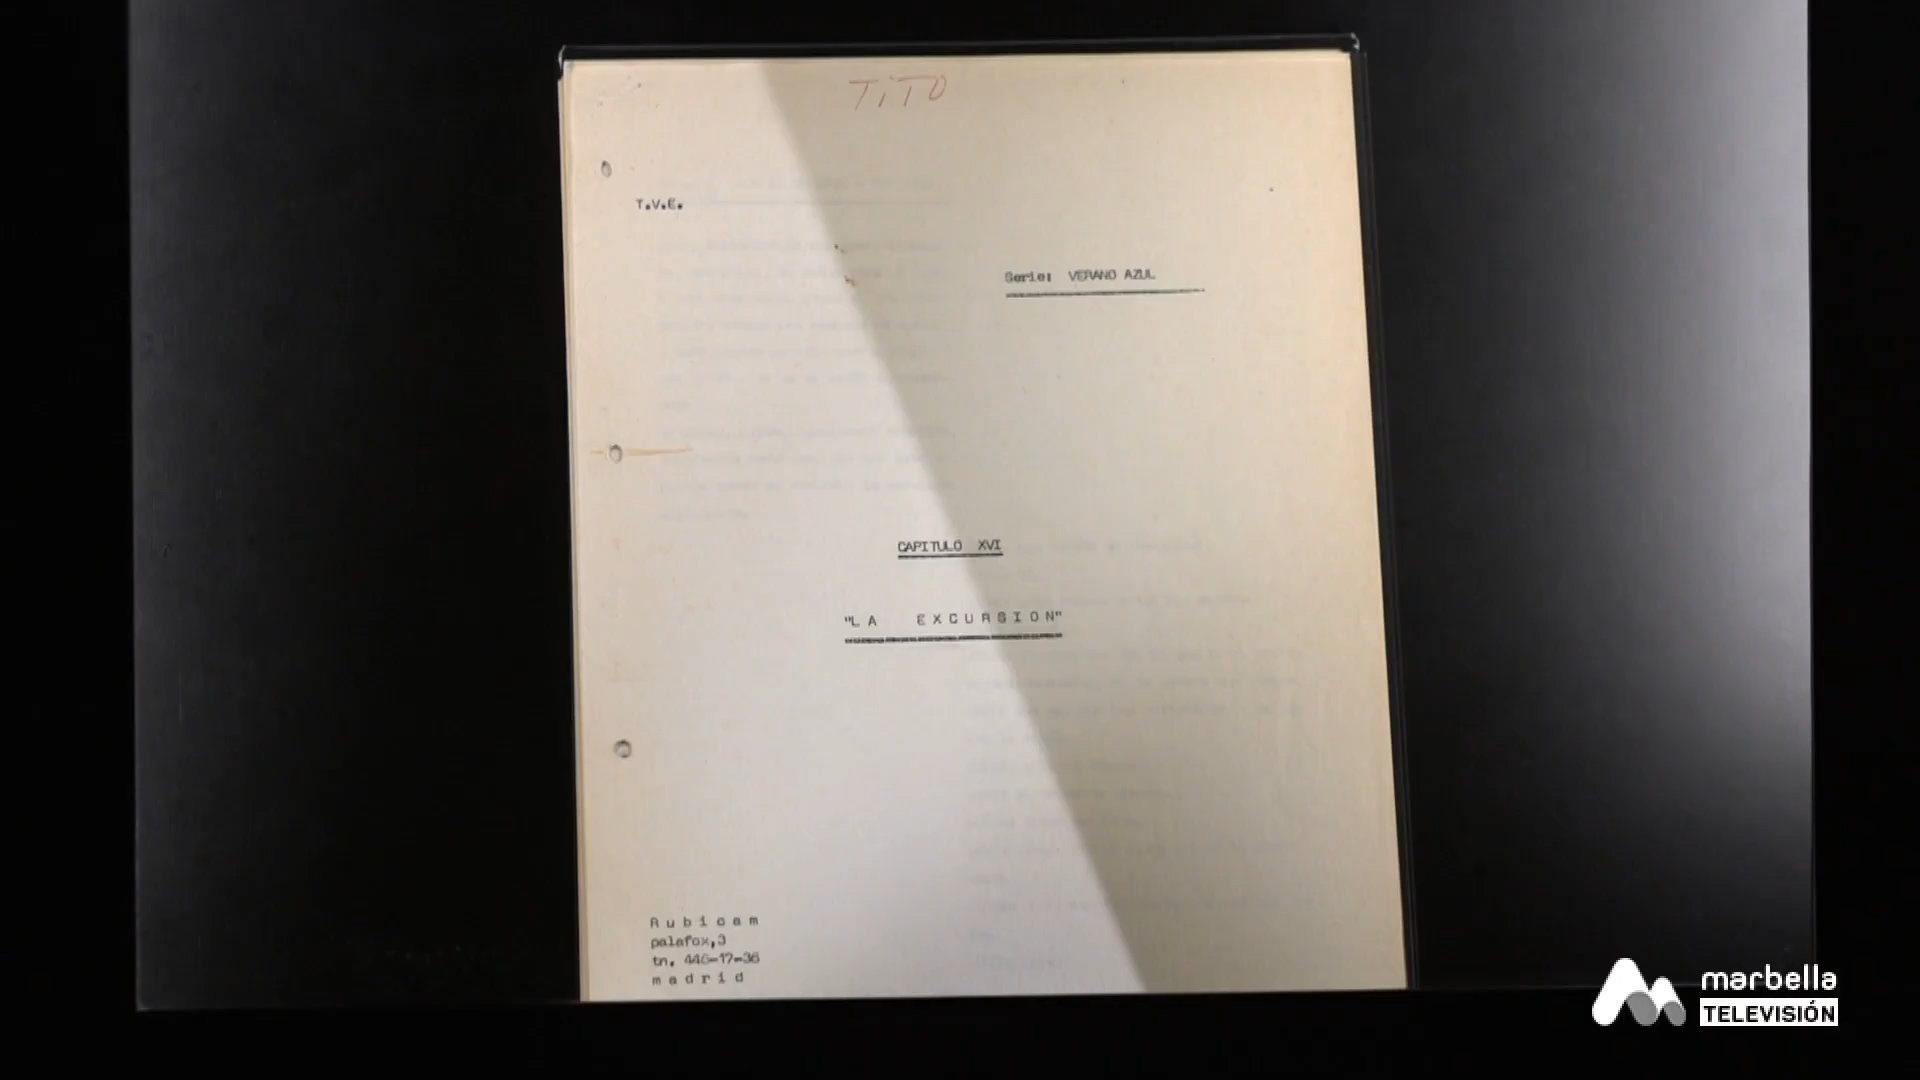 TITO
T.V.E.
Serie: VERANO AZUL
CAPITULO XVI
"LA EXCURSION"
Rubicam
palafox,3
tn. 446-17-36
madrid
marbella
TELEVISIÓN